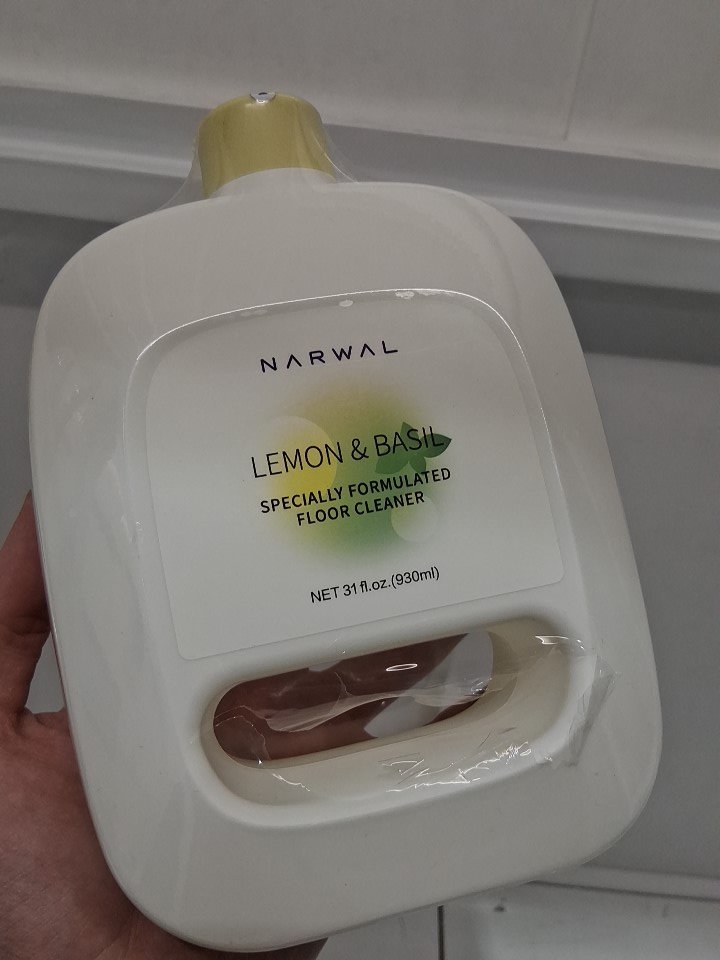 NARWAL
LEMON & BASIL
SPECIALLY FORMULATED
FLOOR CLEANER
NET 31 fl.oz.(930ml)